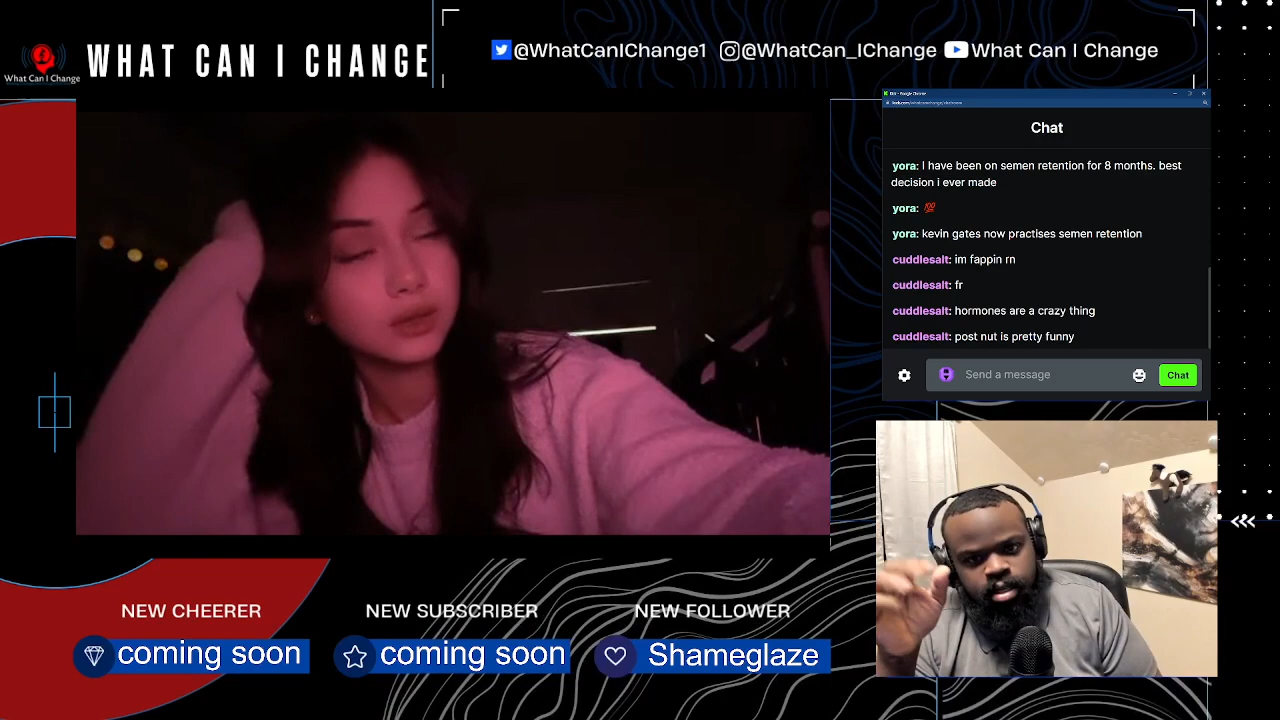 What Can I Change
WHAT CAN I CHANGE
@WhatCanIChange1 @WhatCan_IChange What Can I Change
Chat
yora: I have been on semen retention for 8 months. best
decision i ever made
yora: 💯
yora: kevin gates now practises semen retention
cuddlesalt: im fappin rn
cuddlesalt: fr
cuddlesalt: hormones are a crazy thing
cuddlesalt: post nut is pretty funny
Send a message
Chat
NEW CHEERER
NEW SUBSCRIBER
NEW FOLLOWER
coming soon
coming soon
Shameglaze